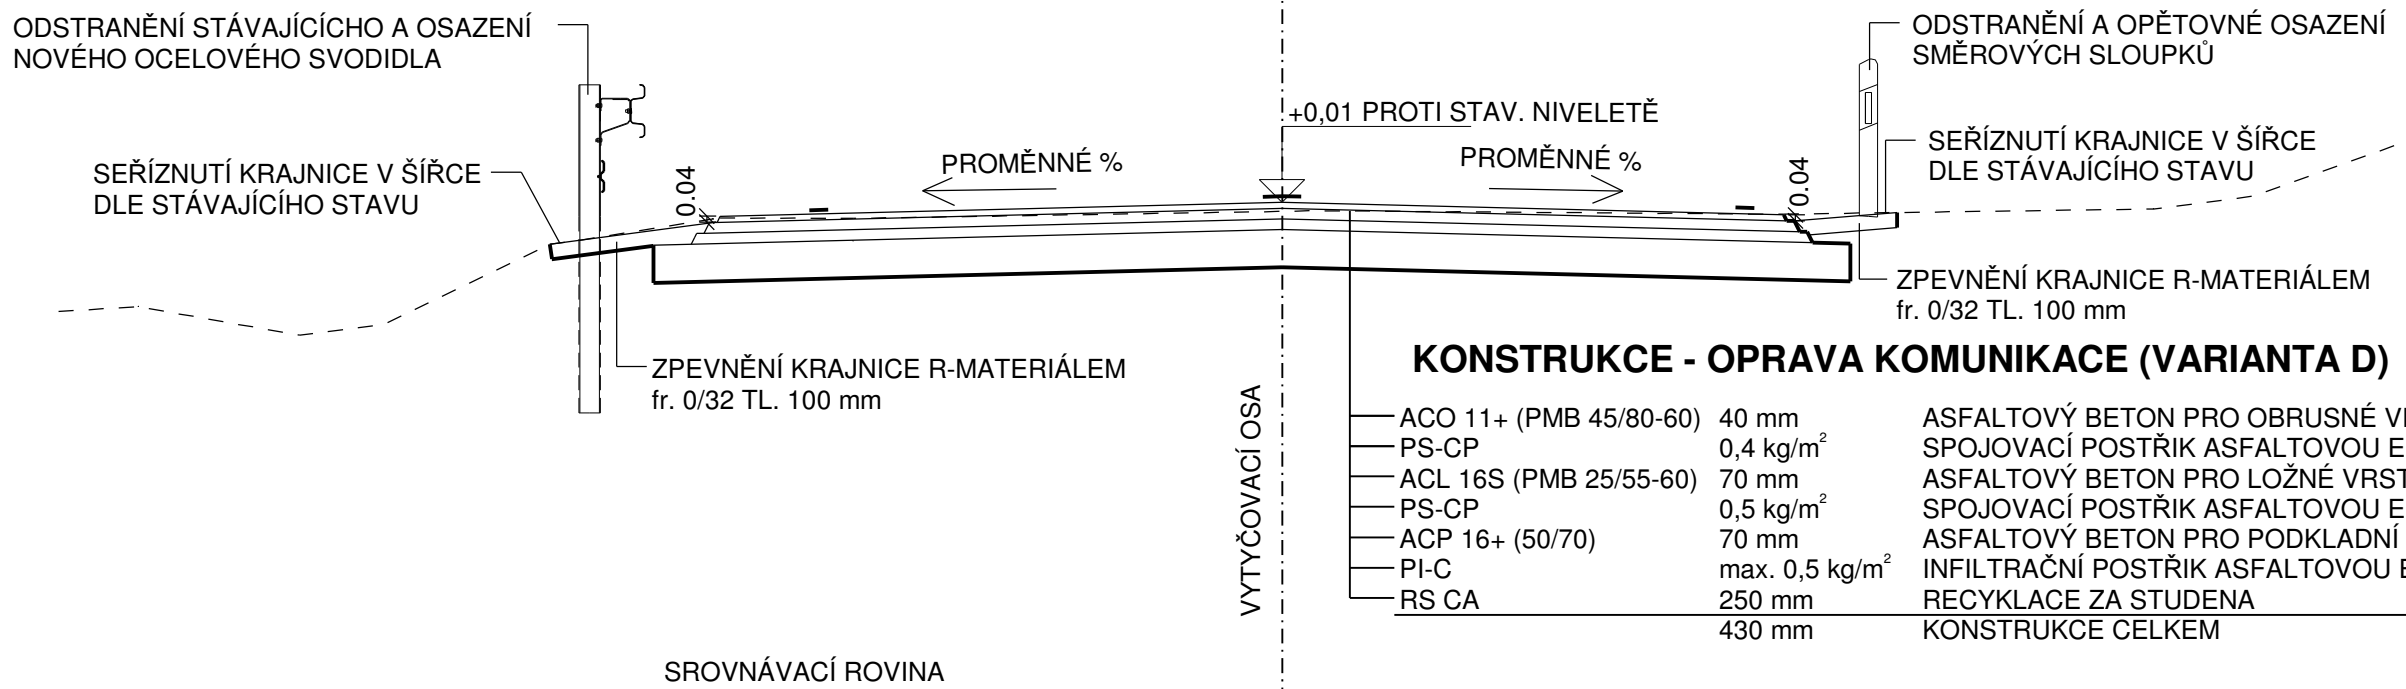 ODSTRANĚNÍ STÁVAJÍCÍCHO A OSAZENÍ
NOVÉHO OCELOVÉHO SVODIDLA
ODSTRANĚNÍ A OPĚTOVNÉ OSAZENÍ
SMĚROVÝCH SLOUPKŮ
+0,01 PROTI STAV. NIVELETĚ
SEŘÍZNUTÍ KRAJNICE V ŠÍŘCE
DLE STÁVAJÍCÍHO STAVU
0.04
PROMĚNNÉ %
PROMĚNNÉ %
0.04
SEŘÍZNUTÍ KRAJNICE V ŠÍŘCE
DLE STÁVAJÍCÍHO STAVU
ZPEVNĚNÍ KRAJNICE R-MATERIÁLEM
fr. 0/32 TL. 100 mm
ZPEVNĚNÍ KRAJNICE R-MATERIÁLEM
fr. 0/32 TL. 100 mm
KONSTRUKCE - OPRAVA KOMUNIKACE (VARIANTA D)
VYTYČOVACÍ OSA
ACO 11+ (PMB 45/80-60) 40 mm ASFALTOVÝ BETON PRO OBRUSNÉ
PS-CP 0,4 kg/m² SPOJOVACÍ POSTŘIK ASFALTOVOU
ACL 16S (PMB 25/55-60) 70 mm ASFALTOVÝ BETON PRO LOŽNÉ
PS-CP 0,5 kg/m² SPOJOVACÍ POSTŘIK ASFALTOVOU
ACP 16+ (50/70) 70 mm ASFALTOVÝ BETON PRO PODKLADNÍ
PI-C max. 0,5 kg/m² INFILTRAČNÍ POSTŘIK ASFALTOVOU
RS CA 250 mm RECYKLACE ZA STUDENA
430 mm KONSTRUKCE CELKEM
SROVNÁVACÍ ROVINA